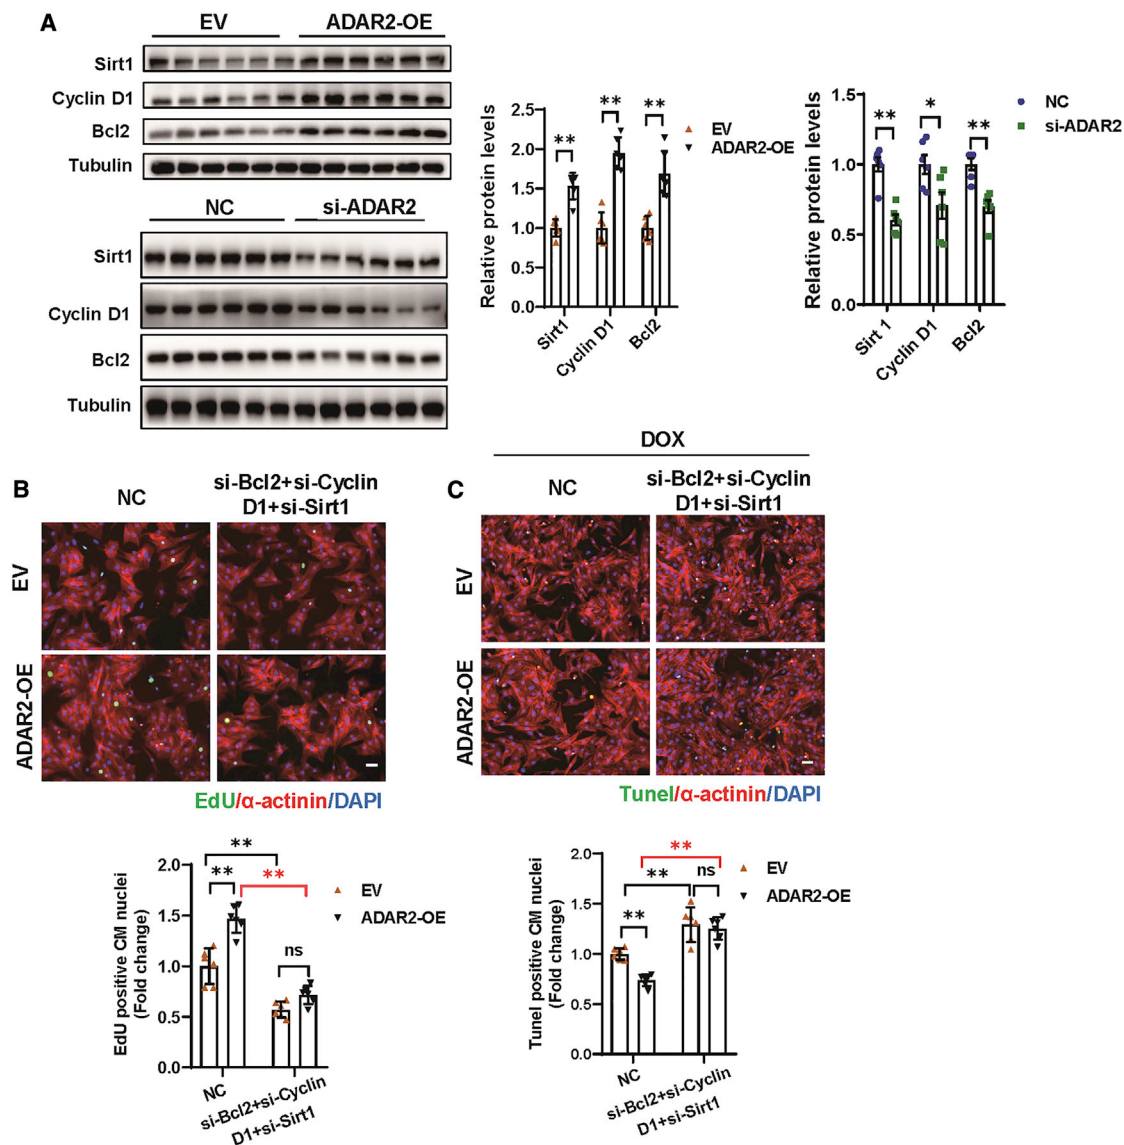 A
EV ADAR2-OE
Sirt1
Cyclin D1
Bcl2
Tubulin
NC si-ADAR2
Sirt1
Cyclin D1
Bcl2
Tubulin
Relative protein levels
2.5
2.0
1.5
1.0
0.5
0.0
** ** **
EV
ADAR2-OE
Sirt1 Cyclin D1 Bcl2
Relative protein levels
1.5
1.0
0.5
0.0
** * **
NC
si-ADAR2
Sirt 1 Cyclin D1 Bcl2
B
NC
si-Bcl2+si-Cyclin
D1+si-Sirt1
EV
ADAR2-OE
EdU/α-actinin/DAPI
EdU positive CM nuclei
(Fold change)
2.0
1.5
1.0
0.5
0.0
**
** **
ns
EV
ADAR2-OE
NC
si-Bcl2+si-Cyclin
D1+si-Sirt1
C
DOX
NC
si-Bcl2+si-Cyclin
D1+si-Sirt1
EV
ADAR2-OE
Tunel/α-actinin/DAPI
Tunel positive CM nuclei
(Fold change)
2.0
1.5
1.0
0.5
0.0
**
** ns
**
EV
ADAR2-OE
NC
si-Bcl2+si-Cyclin
D1+si-Sirt1